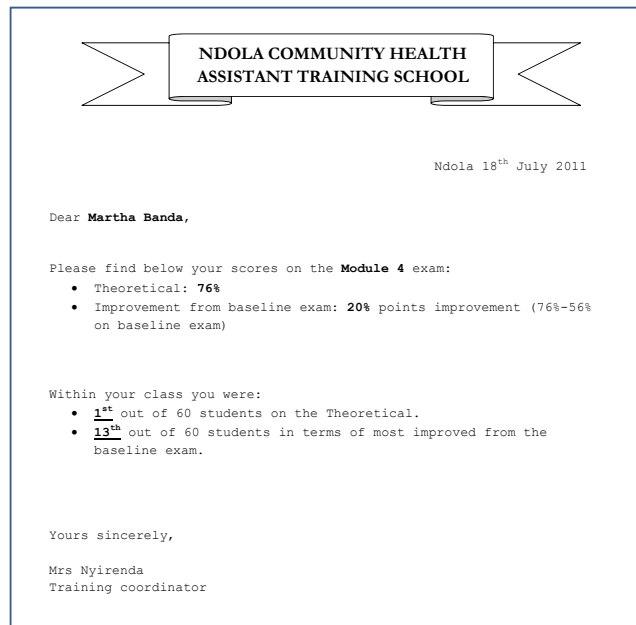 NDOLA COMMUNITY HEALTH
ASSISTANT TRAINING SCHOOL
Ndola 18th July 2011
Dear Martha Banda,
Please find below your scores on the Module 4 exam:
• Theoretical: 76%
• Improvement from baseline exam: 20% points improvement (76%-56%
on baseline exam)
Within your class you were:
• 1st out of 60 students on the Theoretical.
• 13th out of 60 students in terms of most improved from the
baseline exam.
Yours sincerely,
Mrs Nyirenda
Training coordinator